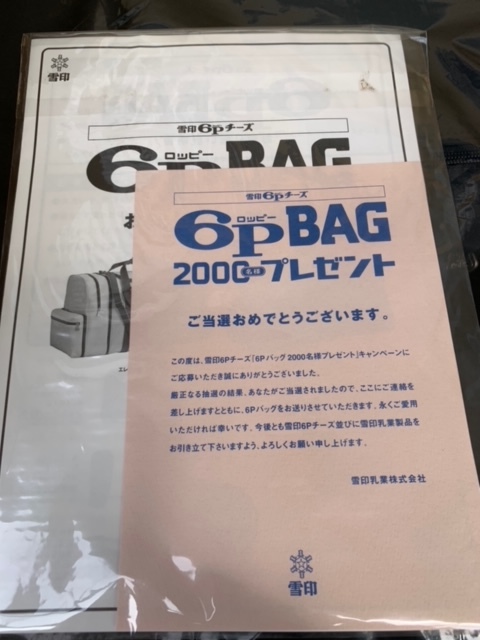 雪印
雪印6pチーズ
ロッピー
6pBAG
お
エレ
雪印6pチーズ
ロッピー
6pBAG
2000名様プレゼント
ご当選おめでとうございます。
この度は、雪印6Pチーズ「6Pバッグ2000名様プレゼント」キャンペーンに
ご応募いただき誠にありがとうございました。
厳正なる抽選の結果、あなたがご当選されましたので、ここにご連絡を
差し上げますとともに、6Pバッグをお送りさせていただきます。永くご愛用
いただければ幸いです。今後とも雪印6Pチーズ並びに雪印乳業製品を
お引き立て下さいますよう、よろしくお願い申し上げます。
雪印乳業株式会社
雪印